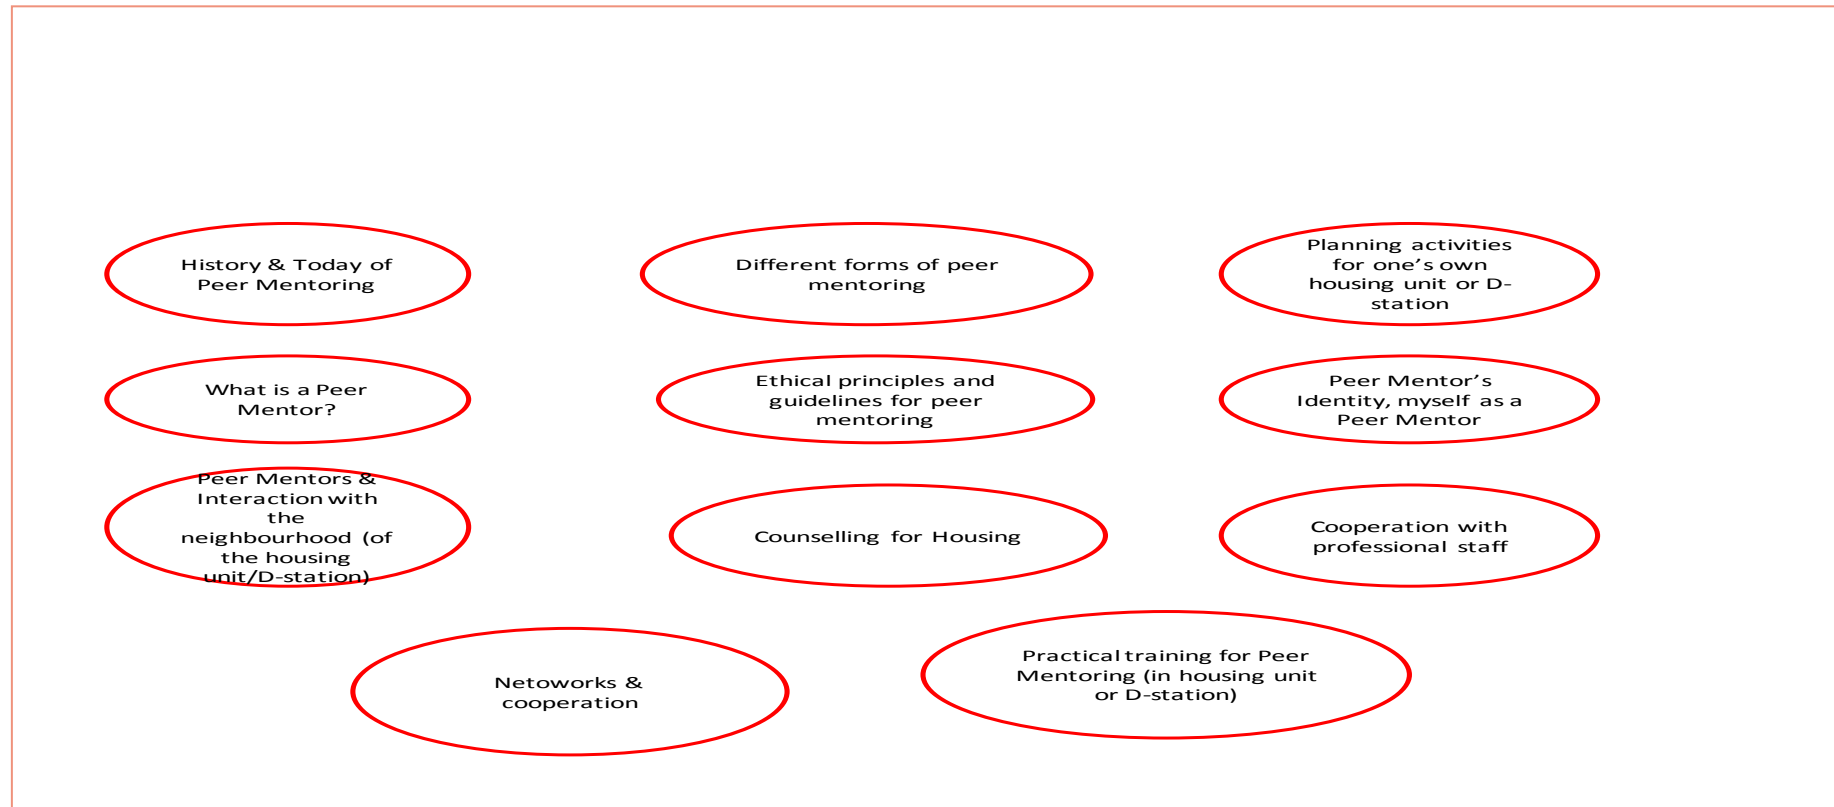 History & Today of
Peer Mentoring
Different forms of peer
mentoring
Planning activities
for one’s own
housing unit or D-
station
What is a Peer
Mentor?
Ethical principles and
guidelines for peer
mentoring
Peer Mentor’s
Identity, myself as a
Peer Mentor
Peer Mentors &
Interaction with
the
neighbourhood (of
the housing
unit/D-station)
Counselling for Housing
Cooperation with
professional staff
Netoworks &
cooperation
Practical training for Peer
Mentoring (in housing unit
or D-station)